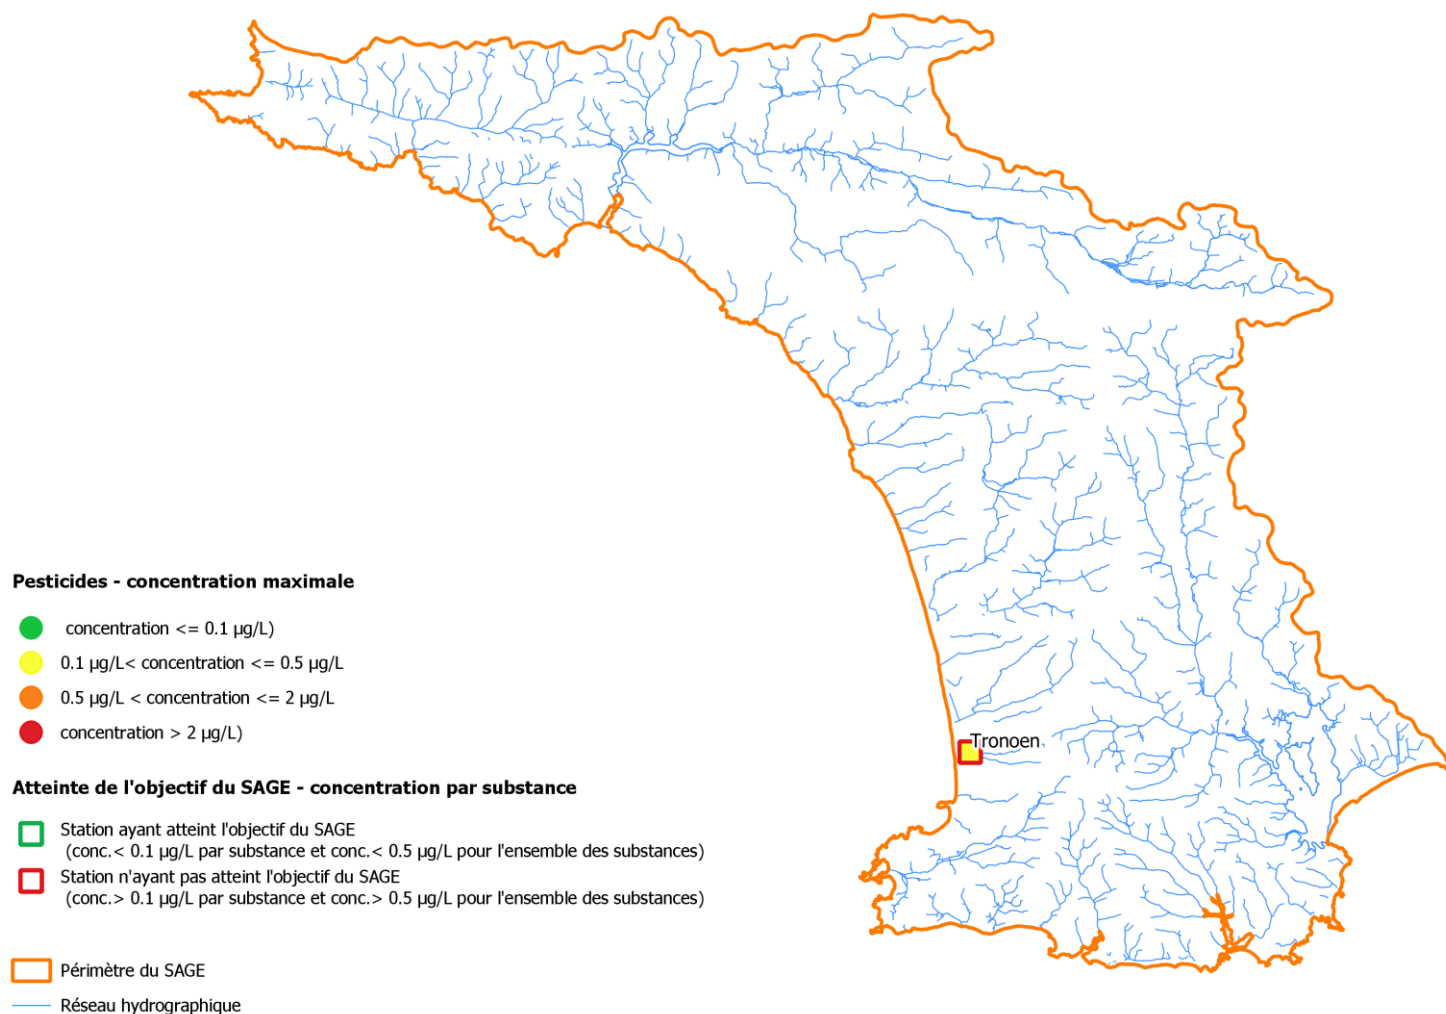 Tronoen
Pesticides - concentration maximale
concentration <= 0.1 µg/L)
0.1 µg/L< concentration <= 0.5 µg/L
0.5 µg/L < concentration <= 2 µg/L
concentration > 2 µg/L)
Atteinte de l'objectif du SAGE - concentration par substance
Station ayant atteint l'objectif du SAGE
(conc.< 0.1 µg/L par substance et conc.< 0.5 µg/L pour l'ensemble des substances)
Station n'ayant pas atteint l'objectif du SAGE
(conc.> 0.1 µg/L par substance et conc.> 0.5 µg/L pour l'ensemble des substances)
Périmètre du SAGE
Réseau hydrographique